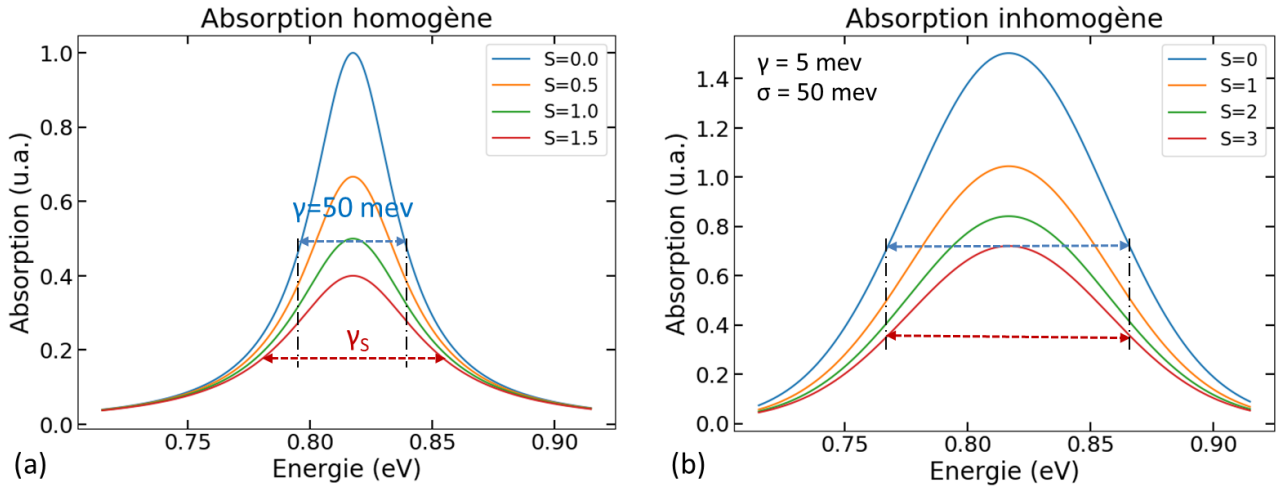 Absorption homogène
Absorption (u.a.)
1.0
0.8
0.6
0.4
0.2
0.0
S=0.0
S=0.5
S=1.0
S=1.5
γ=50 mev
γS
0.75
0.80
0.85
0.90
Energie (eV)
(a)
Absorption inhomogène
Absorption (u.a.)
1.4
1.2
1.0
0.8
0.6
0.4
0.2
0.0
γ = 5 mev
σ = 50 mev
S=0
S=1
S=2
S=3
0.75
0.80
0.85
0.90
Energie (eV)
(b)